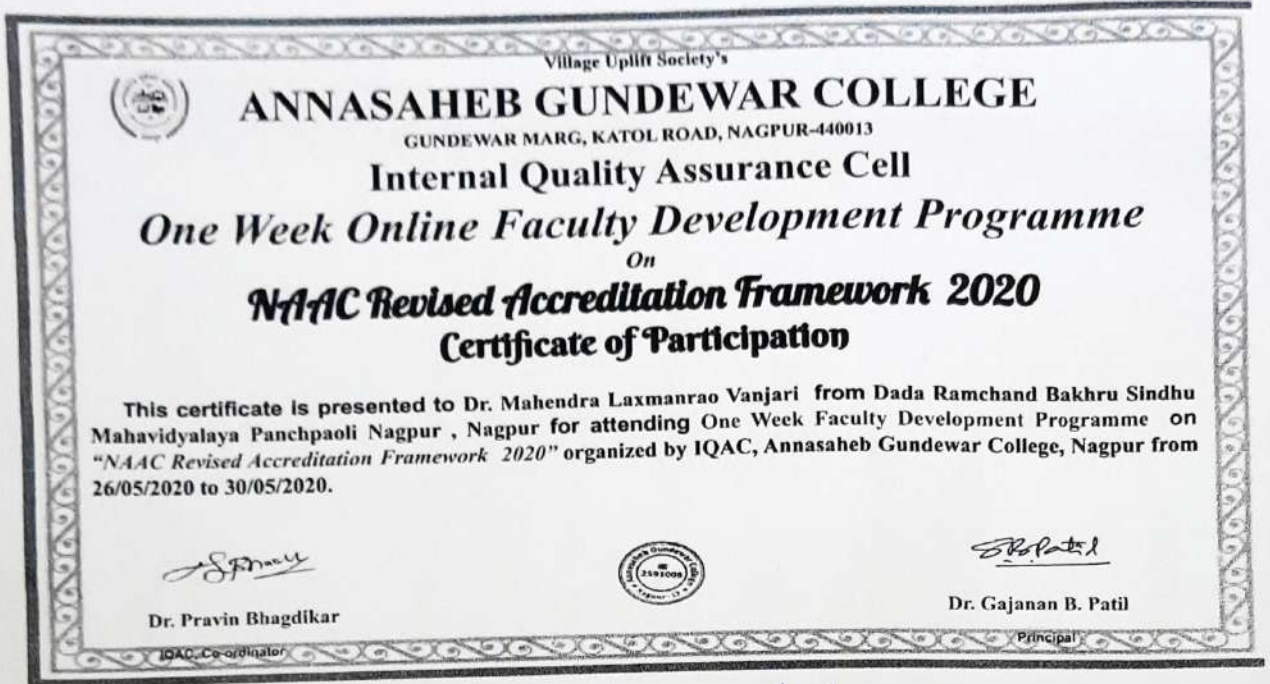 Village Uplift Society's
ANNASAHEB GUNDEWAR COLLEGE
GUNDEWAR MARG, KATOL ROAD, NAGPUR-440013
Internal Quality Assurance Cell
One Week Online Faculty Development Programme
On
NAAC Revised Accreditation Framework 2020
Certificate of Participation
This certificate is presented to Dr. Mahendra Laxmanrao Vanjari from Dada Ramchand Bakhru Sindhu
Mahavidyalaya Panchpaoli Nagpur , Nagpur for attending One Week Faculty Development Programme on
"NAAC Revised Accreditation Framework 2020" organized by IQAC, Annasaheb Gundewar College, Nagpur from
26/05/2020 to 30/05/2020.
Annasaheb Gundewar College
Dr. Pravin Bhagdikar
Dr. Gajanan B. Patil
IQAC, Co-ordinator
Principal